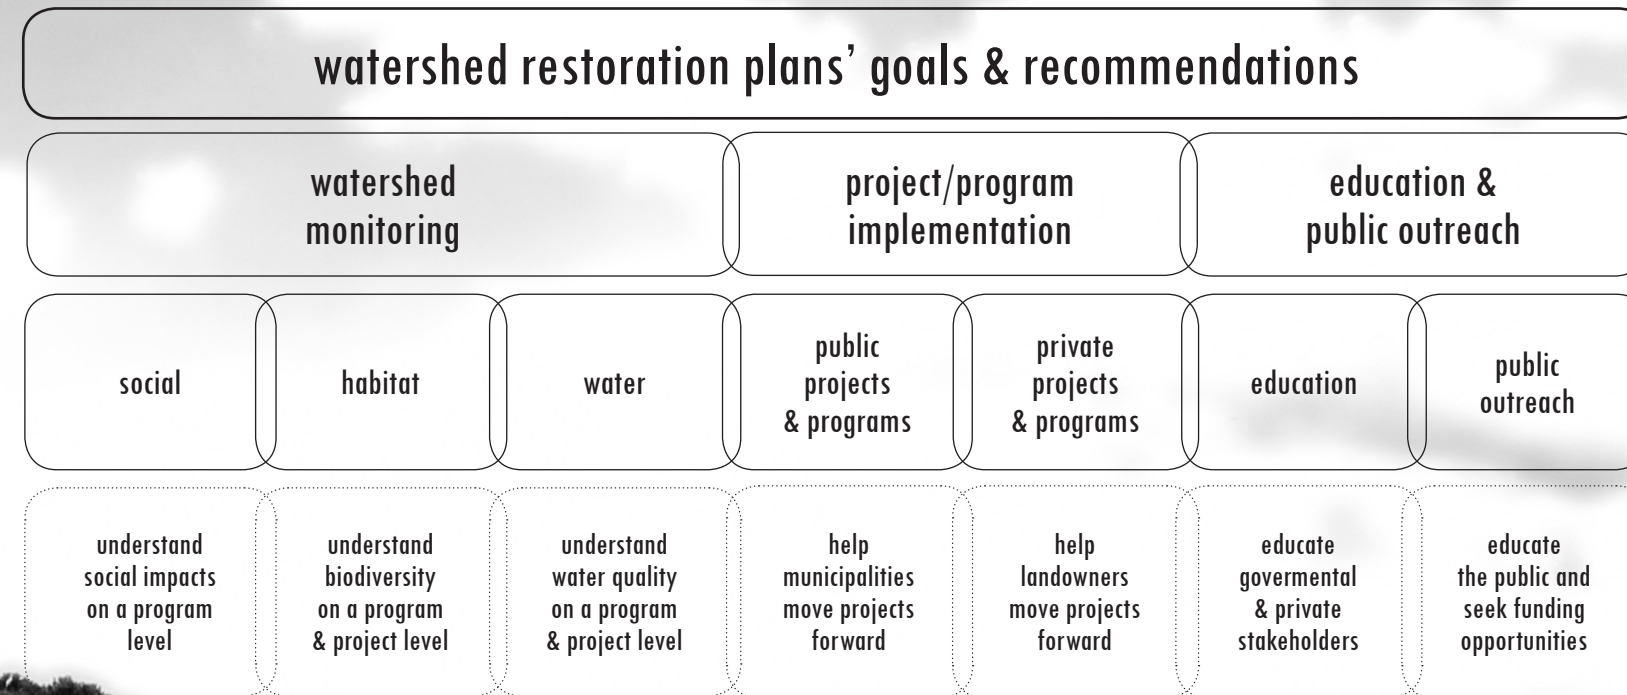 watershed restoration plans’ goals & recommendations
watershed
monitoring
project/program
implementation
education &
public outreach
social
habitat
water
public
projects
& programs
private
projects
& programs
education
public
outreach
understand
social impacts
on a program
level
understand
biodiversity
on a program
& project level
understand
water quality
on a program
& project level
help
municipalities
move projects
forward
help
landowners
move projects
forward
educate
govermental
& private
stakeholders
educate
the public and
seek funding
opportunities